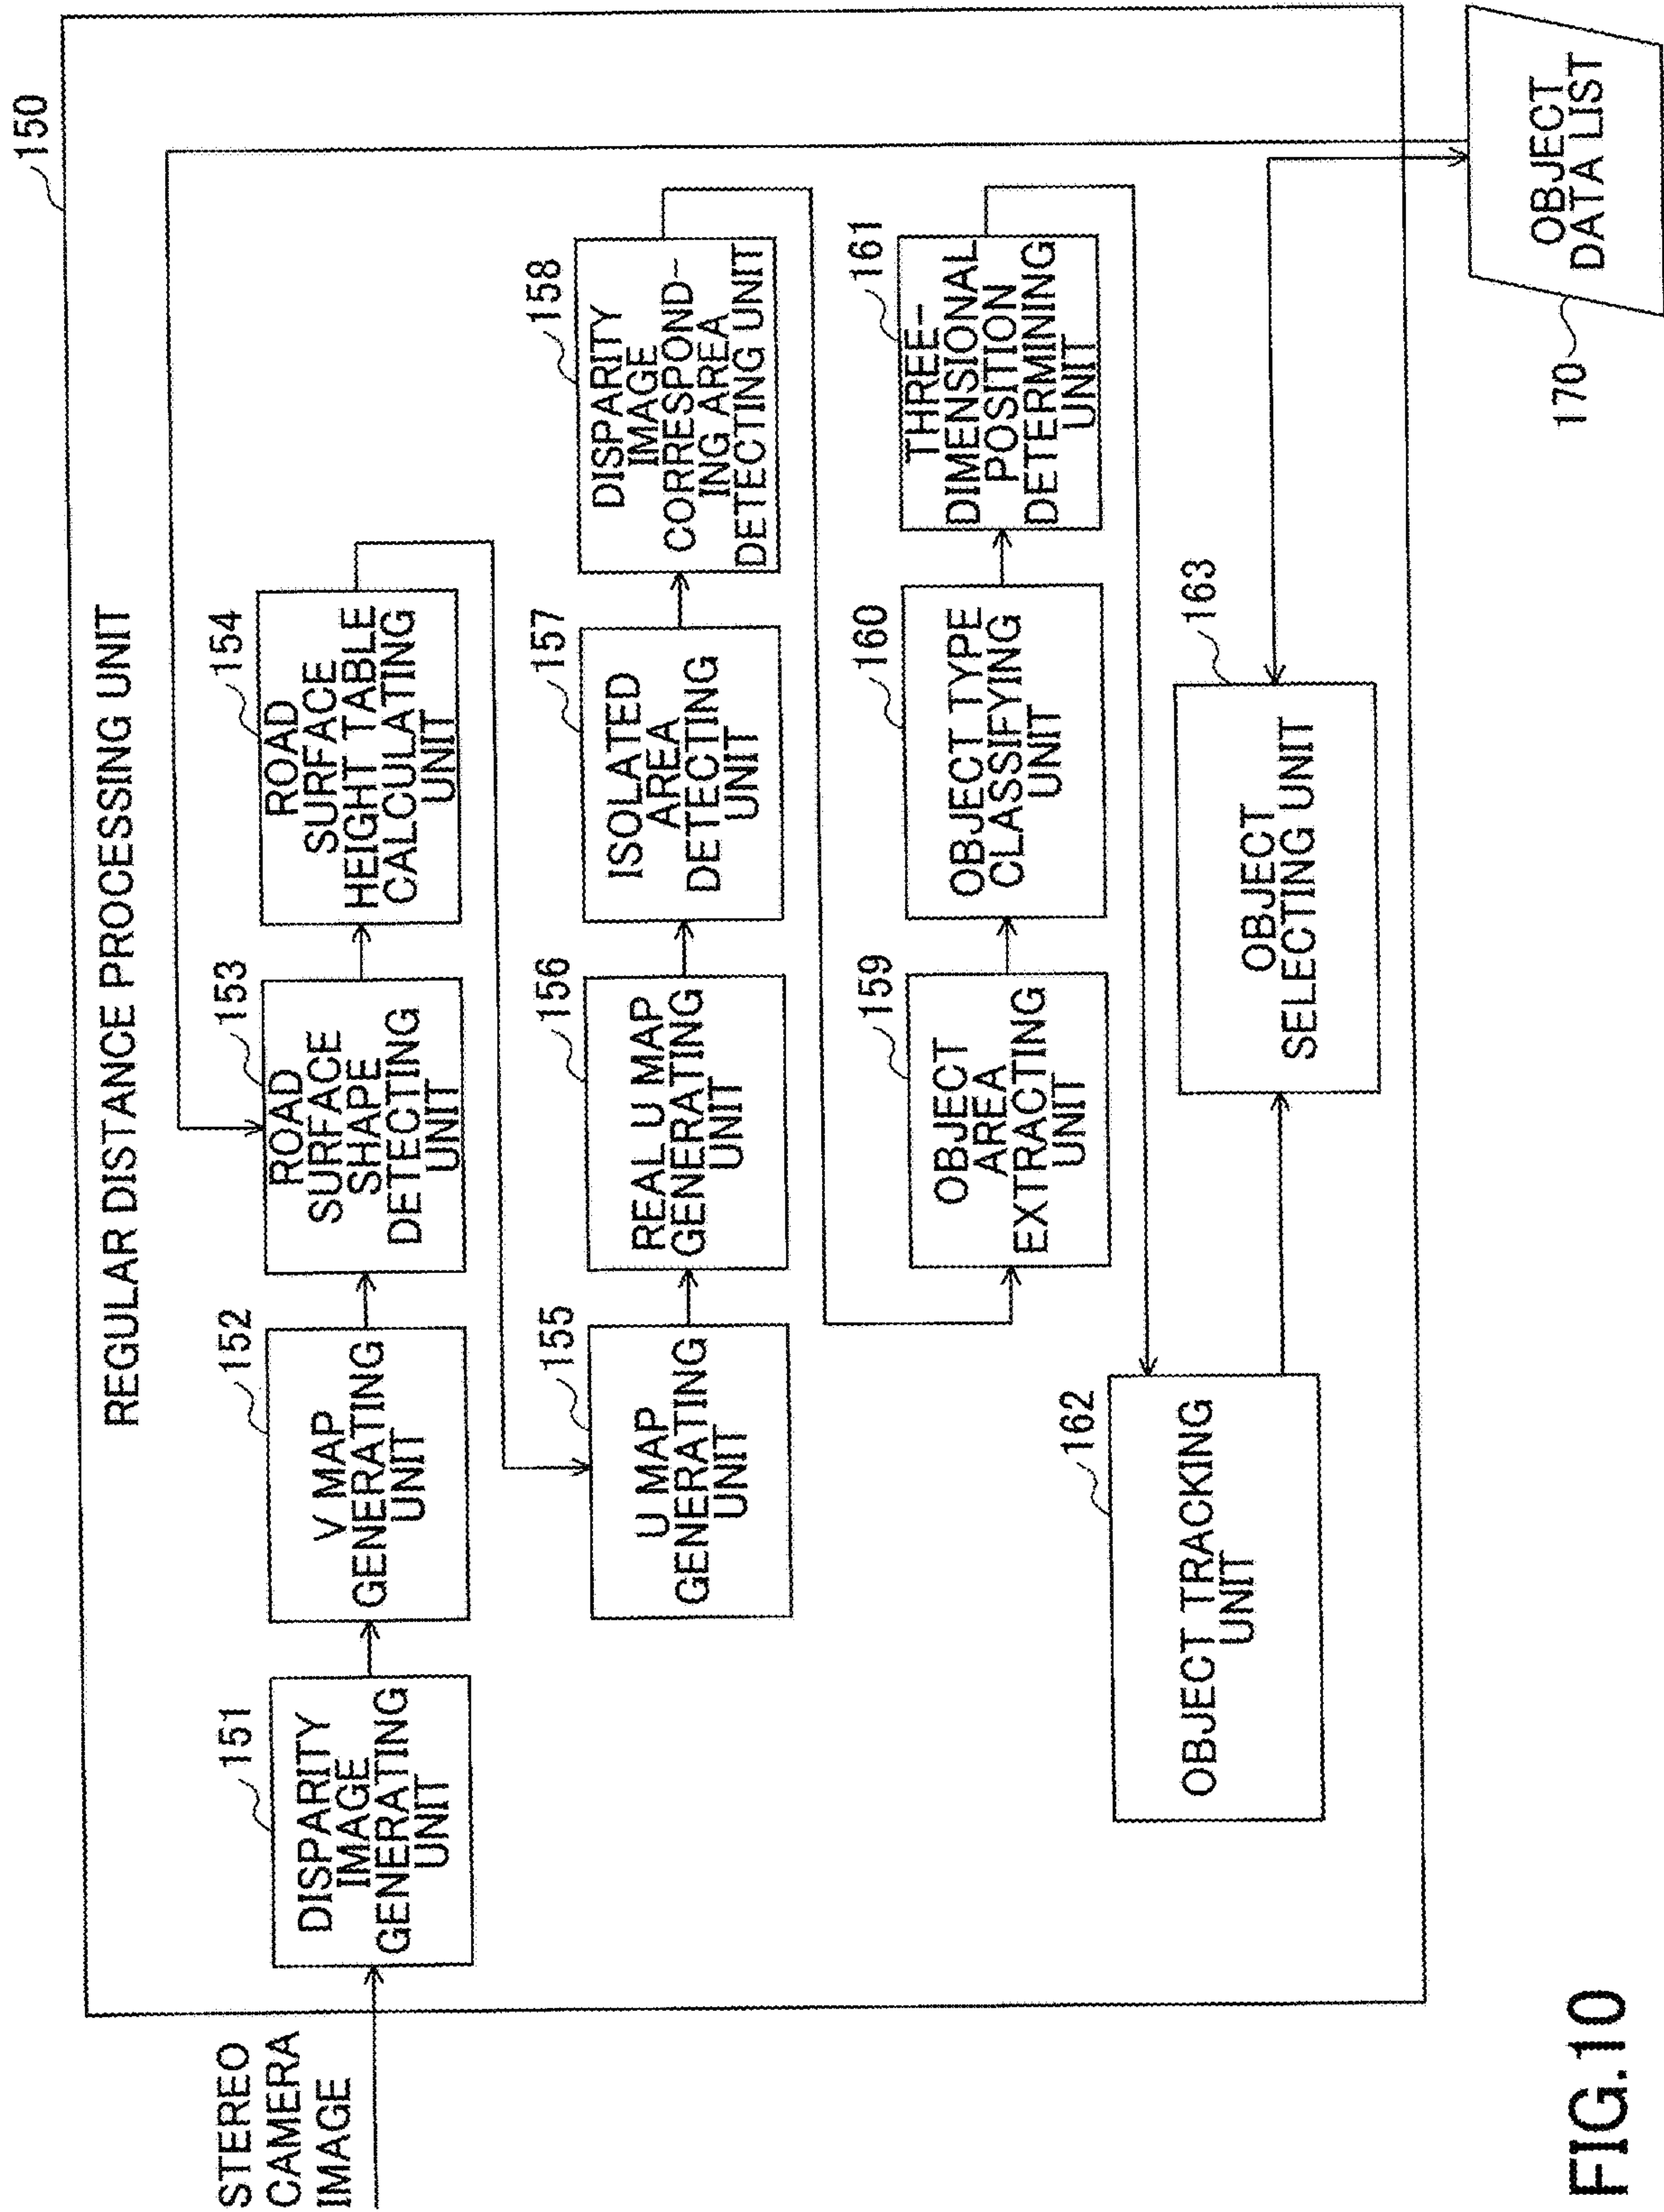 REGULAR DISTANCE PROCESSING UNIT
150
STEREO
CAMERA
IMAGE
151
DISPARITY
IMAGE
GENERATING
UNIT
152
V MAP
GENERATING
UNIT
153
ROAD
SURFACE
SHAPE
DETECTING
UNIT
154
ROAD
SURFACE
HEIGHT TABLE
CALCULATING
UNIT
155
U MAP
GENERATING
UNIT
156
REAL U MAP
GENERATING
UNIT
157
ISOLATED
AREA
DETECTING
UNIT
158
DISPARITY
IMAGE
CORRESPOND-
ING AREA
DETECTING UNIT
159
OBJECT
AREA
EXTRACTING
UNIT
160
OBJECT TYPE
CLASSIFYING
UNIT
161
THREE-
DIMENSIONAL
POSITION
DETERMINING
UNIT
162
OBJECT TRACKING
UNIT
163
OBJECT
SELECTING UNIT
170
OBJECT
DATA LIST
FIG.10